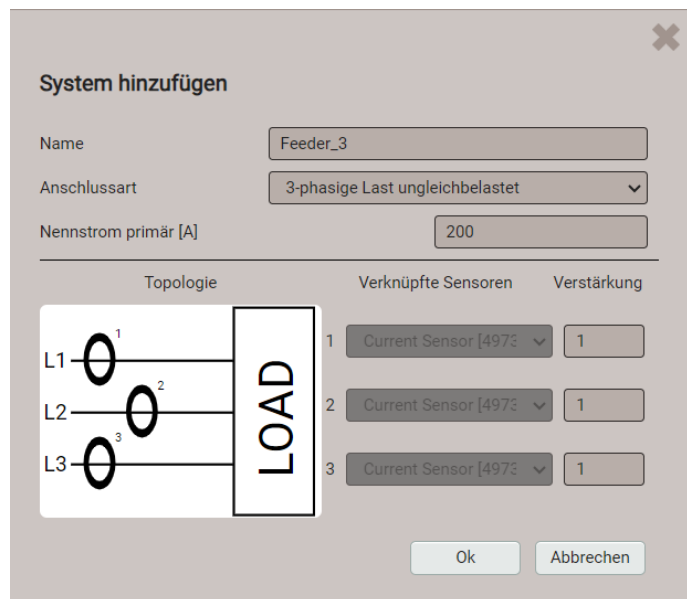 System hinzufügen
Name Feeder_3
Anschlussart 3-phasige Last ungleichbelastet
Nennstrom primär [A] 200
Topologie Verknüpfte Sensoren Verstärkung
L1 1 LOAD 1 Current Sensor [4973 1
L2 2 2 Current Sensor [4973 1
L3 3 3 Current Sensor [4973 1
Ok Abbrechen